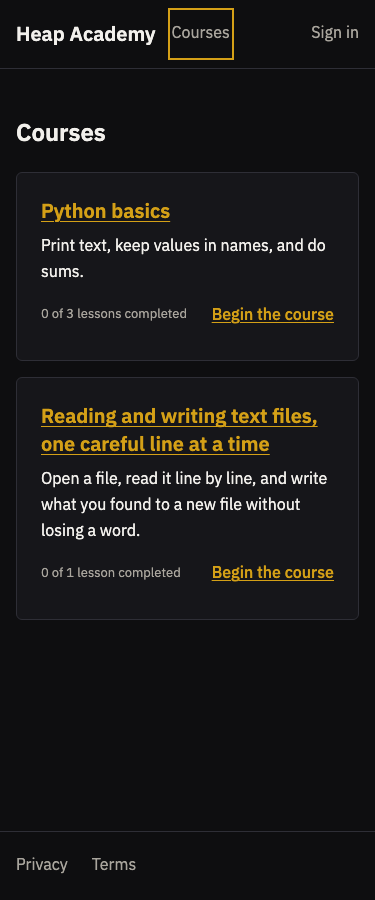 Heap Academy Courses Sign in
Courses
Python basics
Print text, keep values in names, and do
sums.
0 of 3 lessons completed Begin the course
Reading and writing text files,
one careful line at a time
Open a file, read it line by line, and write
what you found to a new file without
losing a word.
0 of 1 lesson completed Begin the course
Privacy Terms